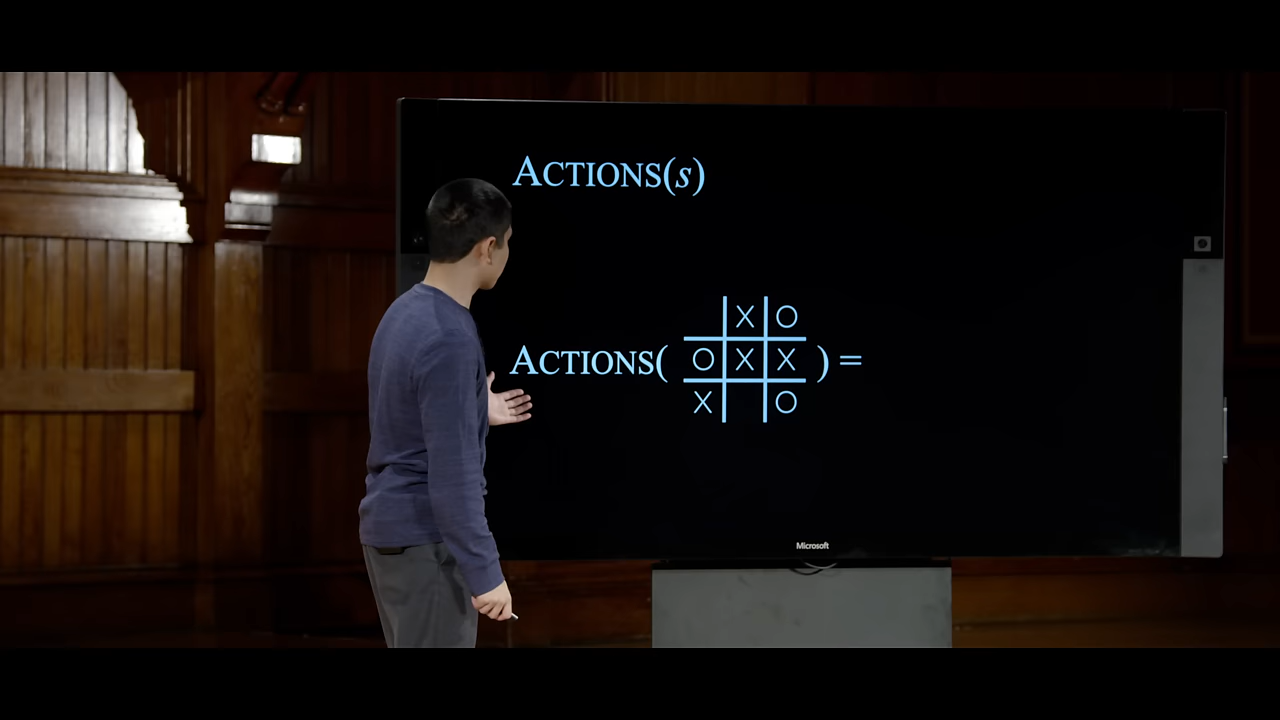 ACTIONS(s)
X O
ACTIONS( O X X ) =
X O
Microsoft